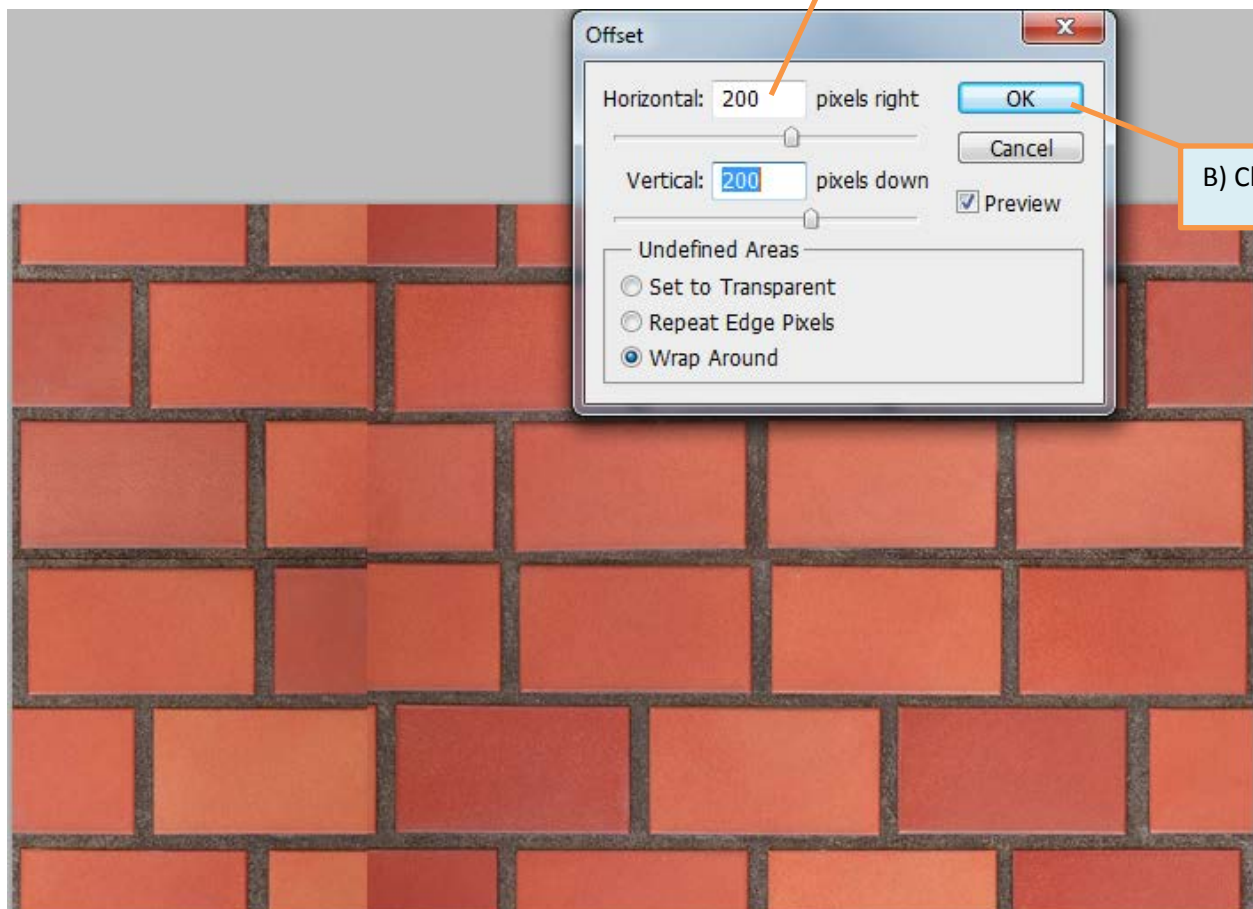 Offset
Horizontal: 200 pixels right
OK
Cancel
Vertical: 200 pixels down
Preview
Undefined Areas
Set to Transparent
Repeat Edge Pixels
Wrap Around
B)